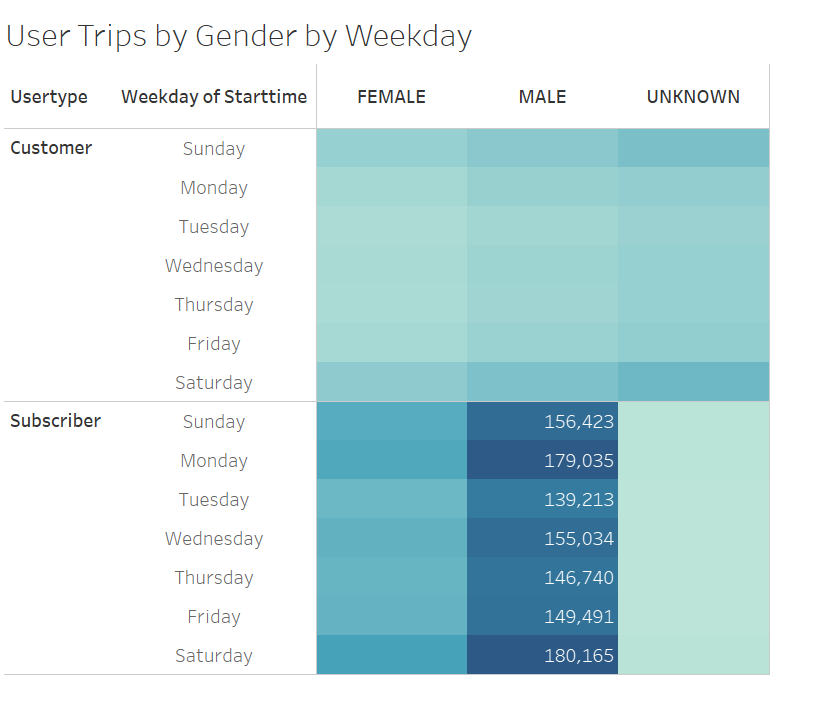 User Trips by Gender by Weekday
Usertype Weekday of Starttime FEMALE MALE UNKNOWN
Customer Sunday
Monday
Tuesday
Wednesday
Thursday
Friday
Saturday
Subscriber Sunday 156,423
Monday 179,035
Tuesday 139,213
Wednesday 155,034
Thursday 146,740
Friday 149,491
Saturday 180,165